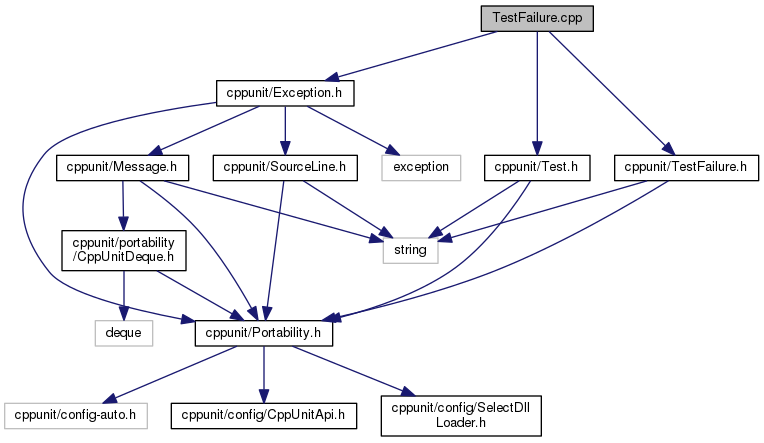 TestFailure.cpp
cppunit/Exception.h
cppunit/Message.h
cppunit/SourceLine.h
exception
cppunit/Test.h
cppunit/TestFailure.h
cppunit/portability
/CppUnitDeque.h
string
deque
cppunit/Portability.h
cppunit/config-auto.h
cppunit/config/CppUnitApi.h
cppunit/config/SelectDll
Loader.h